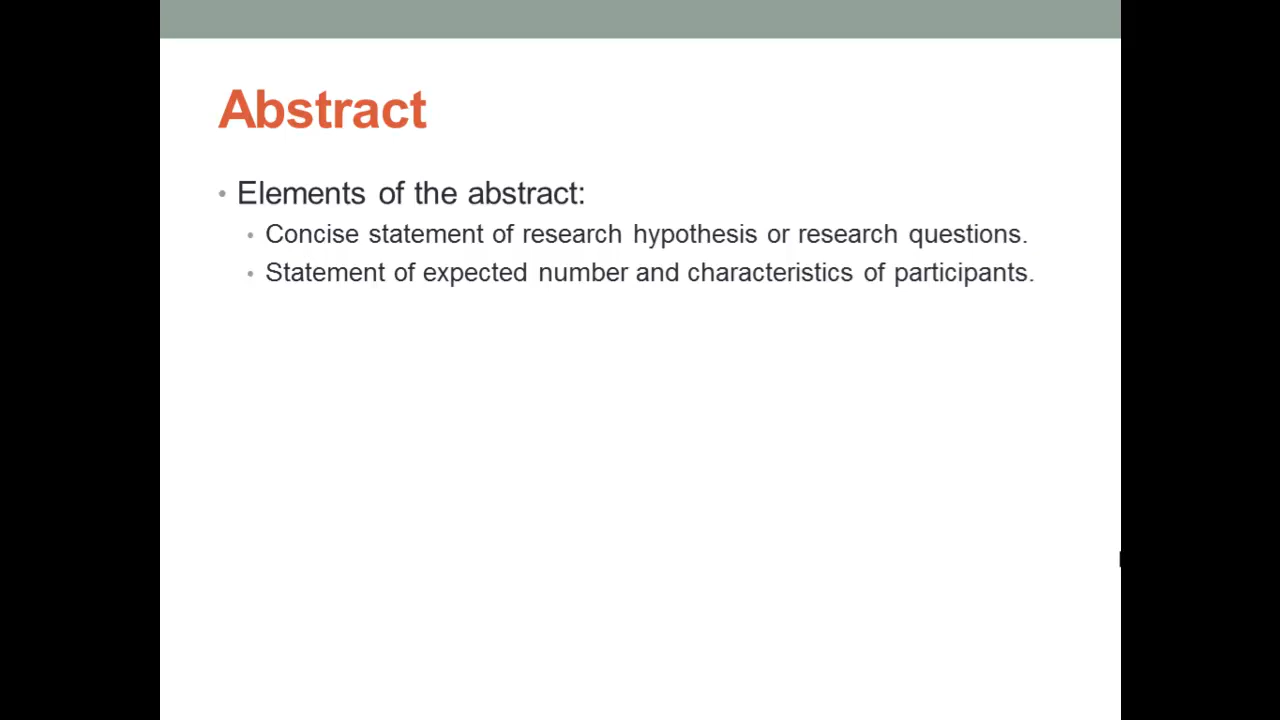 Abstract
• Elements of the abstract:
• Concise statement of research hypothesis or research questions.
• Statement of expected number and characteristics of participants.